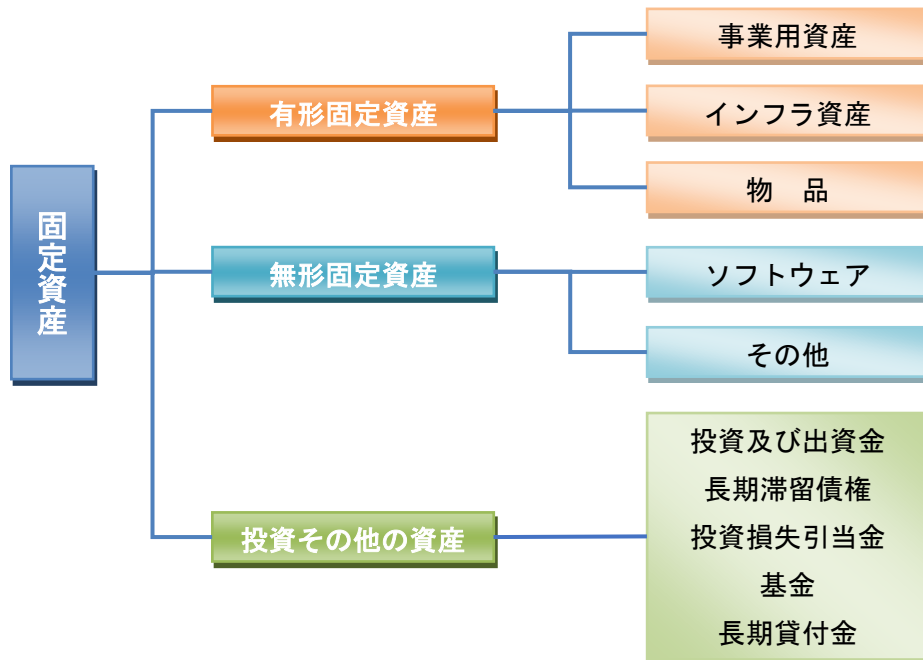 固定資産
有形固定資産
事業用資産
インフラ資産
物　品
無形固定資産
ソフトウェア
その他
投資その他の資産
投資及び出資金
長期滞留債権
投資損失引当金
基金
長期貸付金